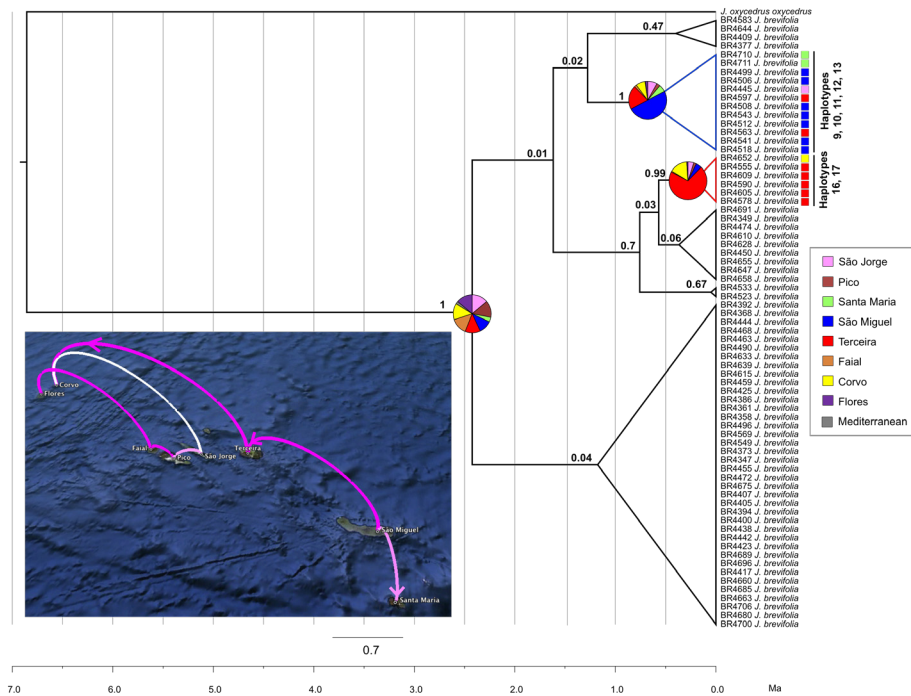 J. oxycedrus oxycedrus
BR4583 J. brevifolia
BR4644 J. brevifolia
BR4409 J. brevifolia
BR4377 J. brevifolia
BR4710 J. brevifolia
BR4711 J. brevifolia
BR4499 J. brevifolia
BR4506 J. brevifolia
BR4445 J. brevifolia
BR4597 J. brevifolia
BR4508 J. brevifolia
BR4543 J. brevifolia
BR4512 J. brevifolia
BR4563 J. brevifolia
BR4541 J. brevifolia
BR4518 J. brevifolia
BR4652 J. brevifolia
BR4555 J. brevifolia
BR4609 J. brevifolia
BR4590 J. brevifolia
BR4605 J. brevifolia
BR4578 J. brevifolia
BR4691 J. brevifolia
BR4349 J. brevifolia
BR4474 J. brevifolia
BR4610 J. brevifolia
BR4628 J. brevifolia
BR4450 J. brevifolia
BR4655 J. brevifolia
BR4647 J. brevifolia
BR4658 J. brevifolia
BR4533 J. brevifolia
BR4523 J. brevifolia
BR4392 J. brevifolia
BR4368 J. brevifolia
BR4444 J. brevifolia
BR4468 J. brevifolia
BR4463 J. brevifolia
BR4490 J. brevifolia
BR4633 J. brevifolia
BR4639 J. brevifolia
BR4615 J. brevifolia
BR4459 J. brevifolia
BR4425 J. brevifolia
BR4386 J. brevifolia
BR4361 J. brevifolia
BR4358 J. brevifolia
BR4496 J. brevifolia
BR4569 J. brevifolia
BR4549 J. brevifolia
BR4373 J. brevifolia
BR4347 J. brevifolia
BR4455 J. brevifolia
BR4472 J. brevifolia
BR4675 J. brevifolia
BR4407 J. brevifolia
BR4405 J. brevifolia
BR4394 J. brevifolia
BR4400 J. brevifolia
BR4438 J. brevifolia
BR4442 J. brevifolia
BR4423 J. brevifolia
BR4689 J. brevifolia
BR4696 J. brevifolia
BR4417 J. brevifolia
BR4660 J. brevifolia
BR4685 J. brevifolia
BR4663 J. brevifolia
BR4706 J. brevifolia
BR4680 J. brevifolia
BR4700 J. brevifolia
Haplotypes
9, 10, 11, 12, 13
Haplotypes
16, 17
0.47
0.02
1
0.01
0.99
0.03
0.06
0.7
0.67
1
0.04
São Jorge
Pico
Santa Maria
São Miguel
Terceira
Faial
Corvo
Flores
Mediterranean
Corvo
Flores
Faial
Pico
São Jorge
Terceira
São Miguel
Santa Maria
0.7
7.0 6.0 5.0 4.0 3.0 2.0 1.0 0.0 Ma